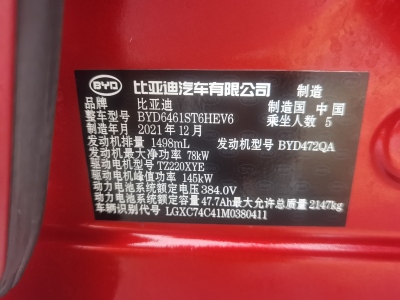 BYD 比亚迪汽车有限公司 制造
品牌 比亚迪 制造国 中国
整车型号 BYD6461ST6HEV6 乘坐人数 5
制造年月 2021年12月
发动机排量 1498mL 发动机型号 BYD472QA
发动机最大净功率 78kW
驱动电机型号 TZ220XYE
驱动电机峰值功率 145kW
动力电池系统额定电压 384.0V
动力电池系统额定容量 47.7Ah 最大允许总质量 2147kg
车辆识别代号 LGXC74C41M0380411